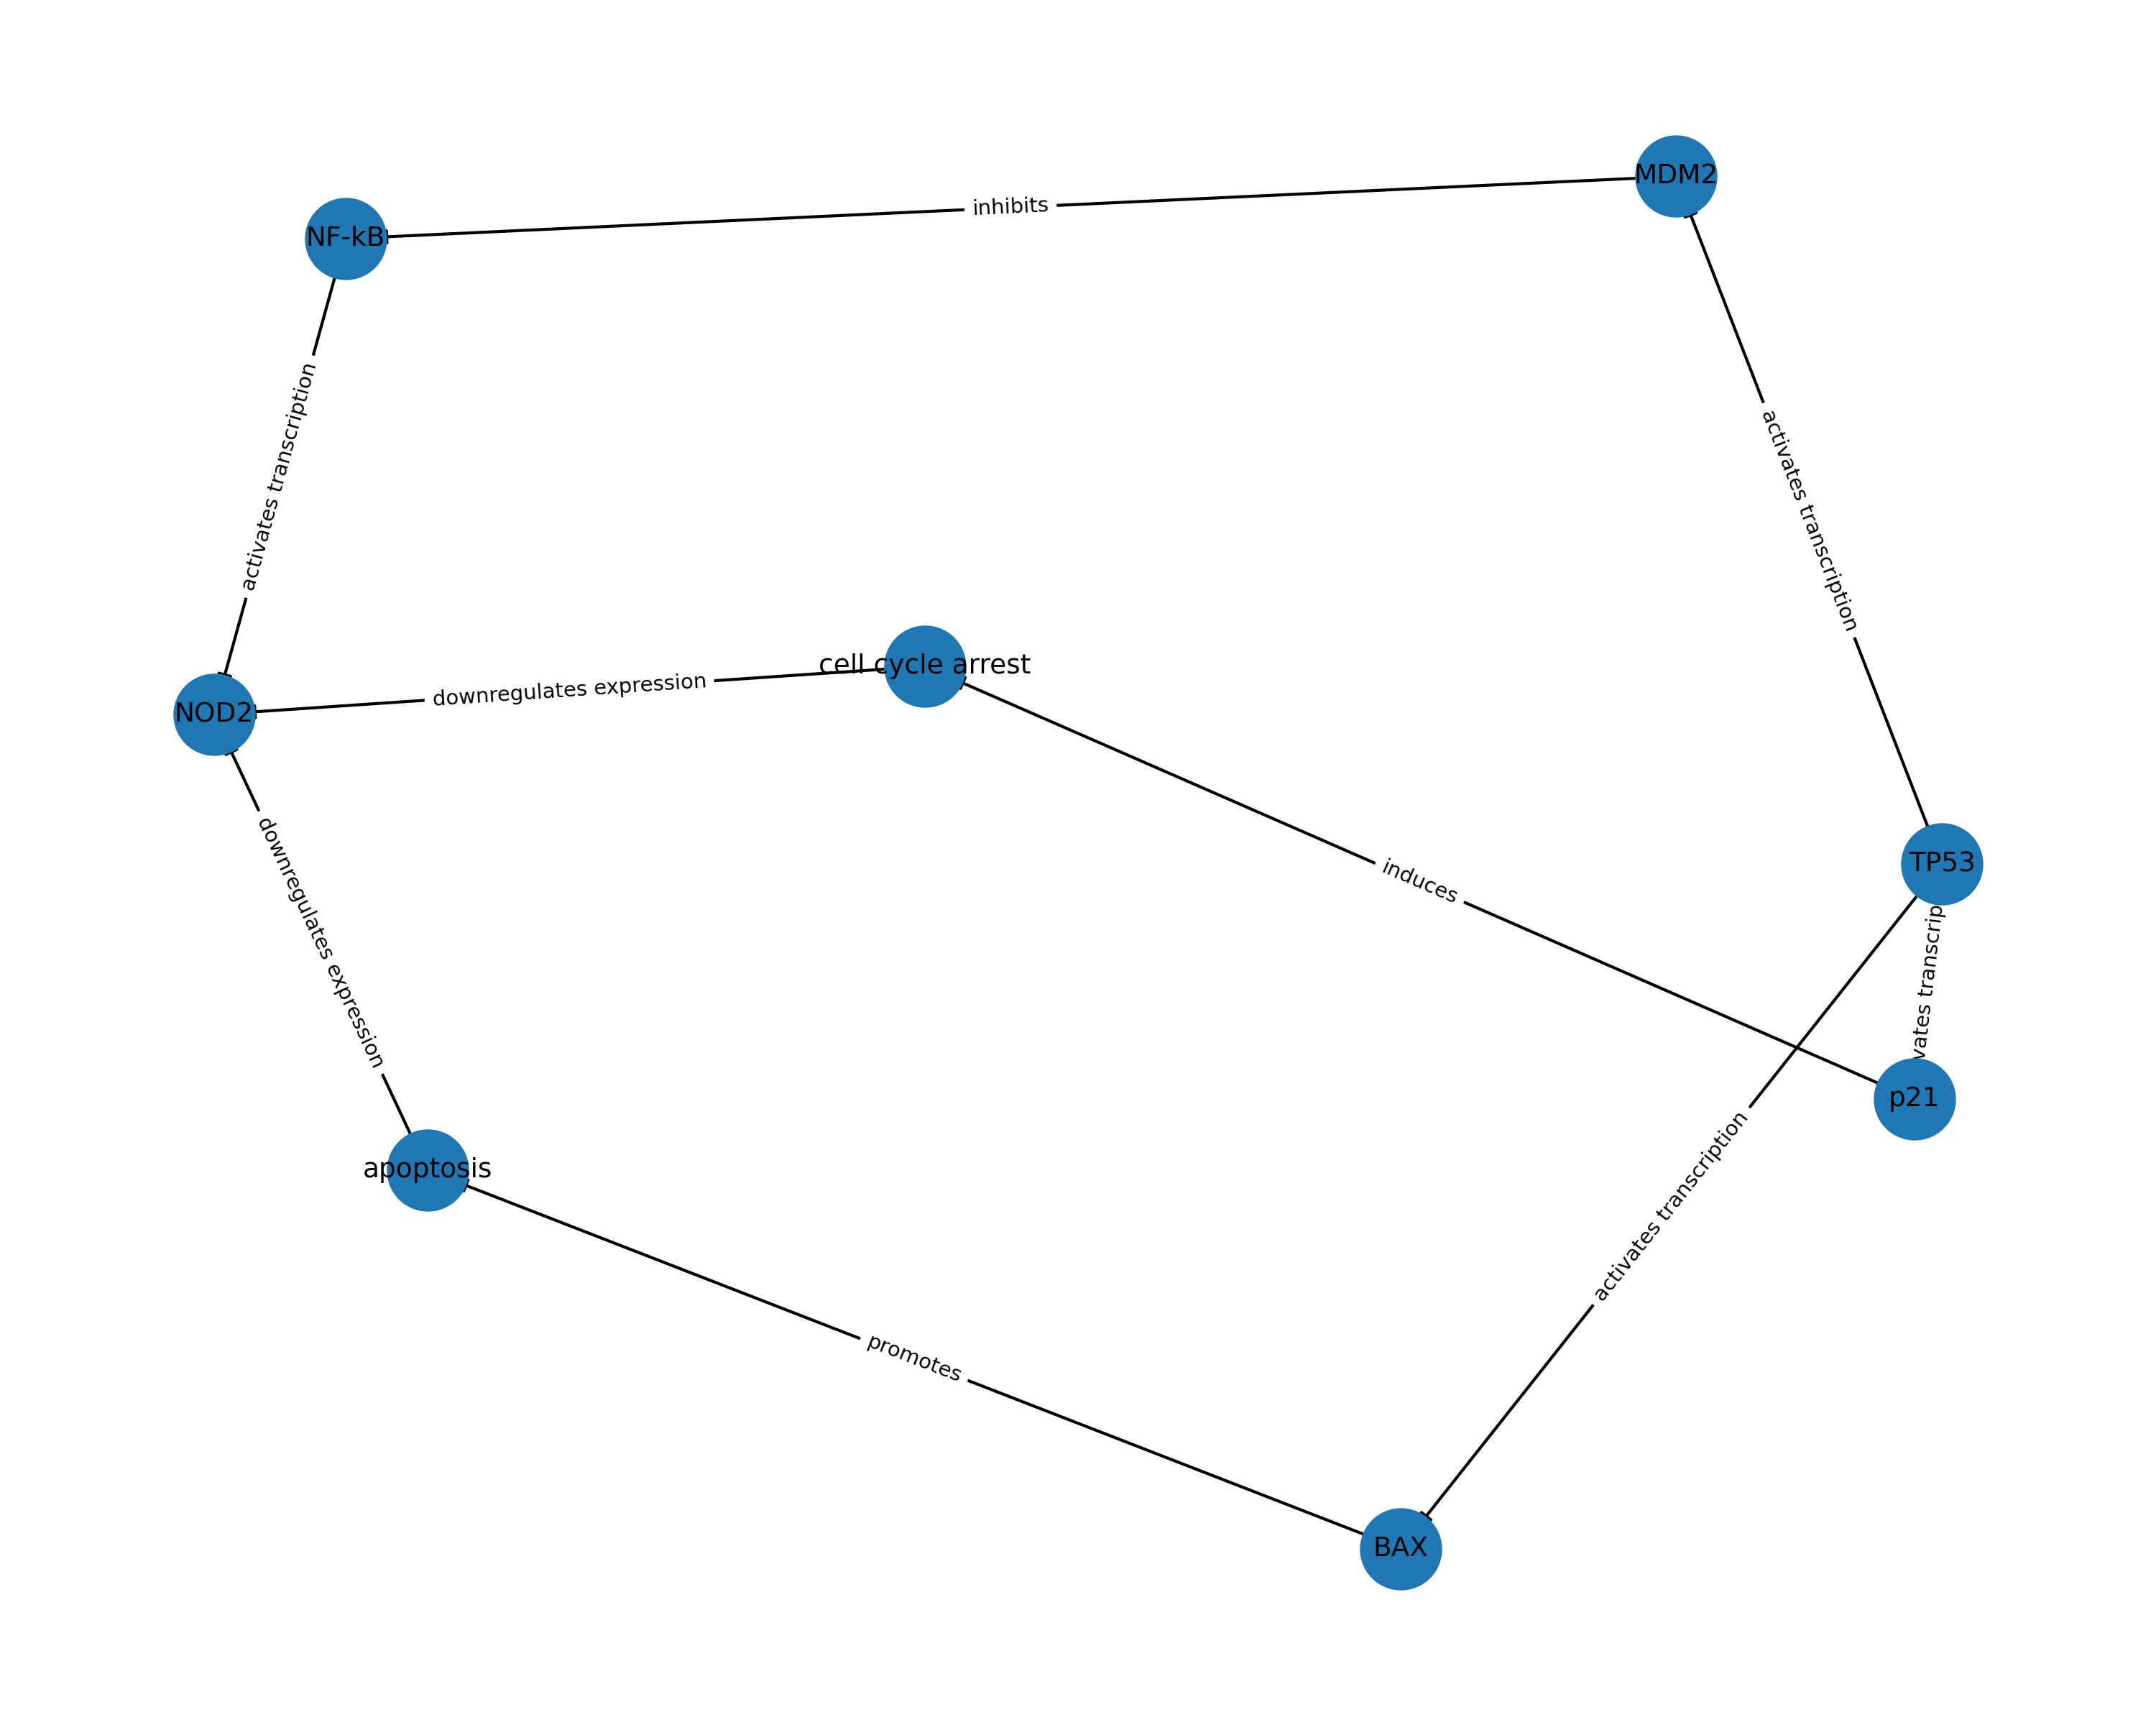 MDM2
inhibits
NF-kB
activates transcription
activates transcription
cell cycle arrest
downregulates expression
NOD2
induces
TP53
downregulates expression
vates transcrip
p21
activates transcription
apoptosis
promotes
BAX